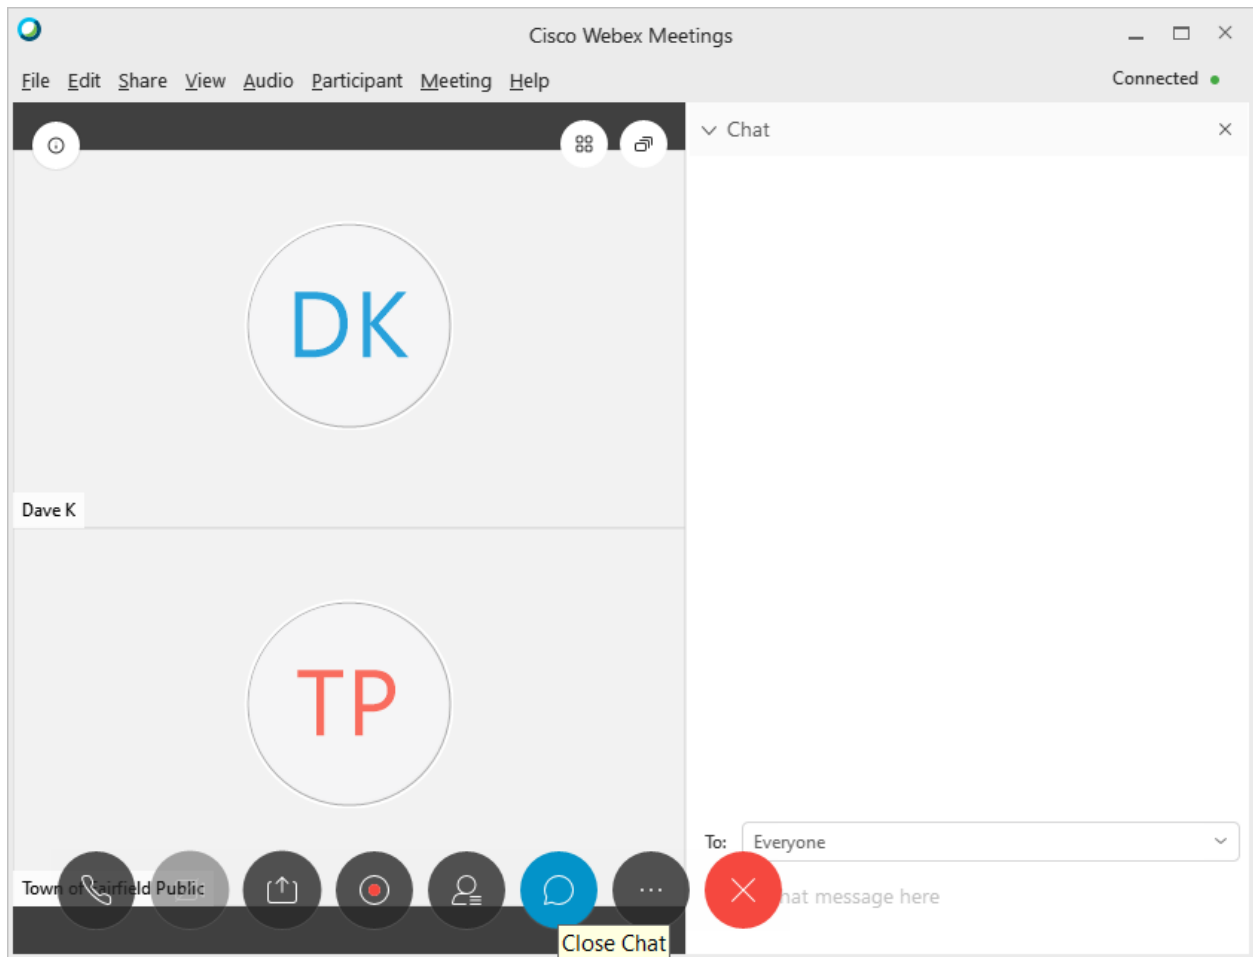 Cisco Webex Meetings
File Edit Share View Audio Participant Meeting Help
Connected
Chat
DK
Dave K
TP
To: Everyone
Town of Fairfield Public
hat message here
Close Chat